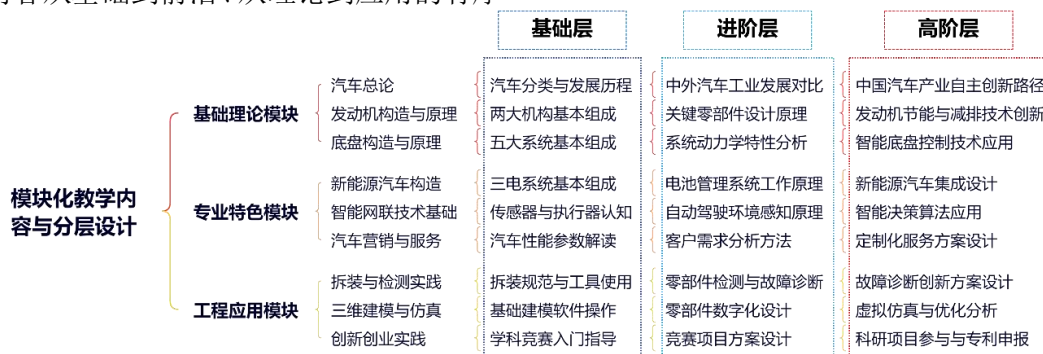 基础层 进阶层 高阶层
汽车总论 汽车分类与发展历程 中外汽车工业发展对比 中国汽车产业自主创新路径
基础理论模块 发动机构造与原理 两大机构基本组成 关键零部件设计原理 发动机节能与减排技术创新
底盘构造与原理 五大系统基本组成 系统动力学特性分析 智能底盘控制技术应用
模块化教学内
容与分层设计
新能源汽车构造 三电系统基本组成 电池管理系统工作原理 新能源汽车集成设计
专业特色模块 智能网联技术基础 传感器与执行器认知 自动驾驶环境感知原理 智能决策算法应用
汽车营销与服务 汽车性能参数解读 客户需求分析方法 定制化服务方案设计
拆装与检测实践 拆装规范与工具使用 零部件检测与故障诊断 故障诊断创新方案设计
工程应用模块 三维建模与仿真 基础建模软件操作 零部件数字化设计 虚拟仿真与优化分析
创新创业实践 学科竞赛入门指导 竞赛项目方案设计 科研项目参与与专利申报